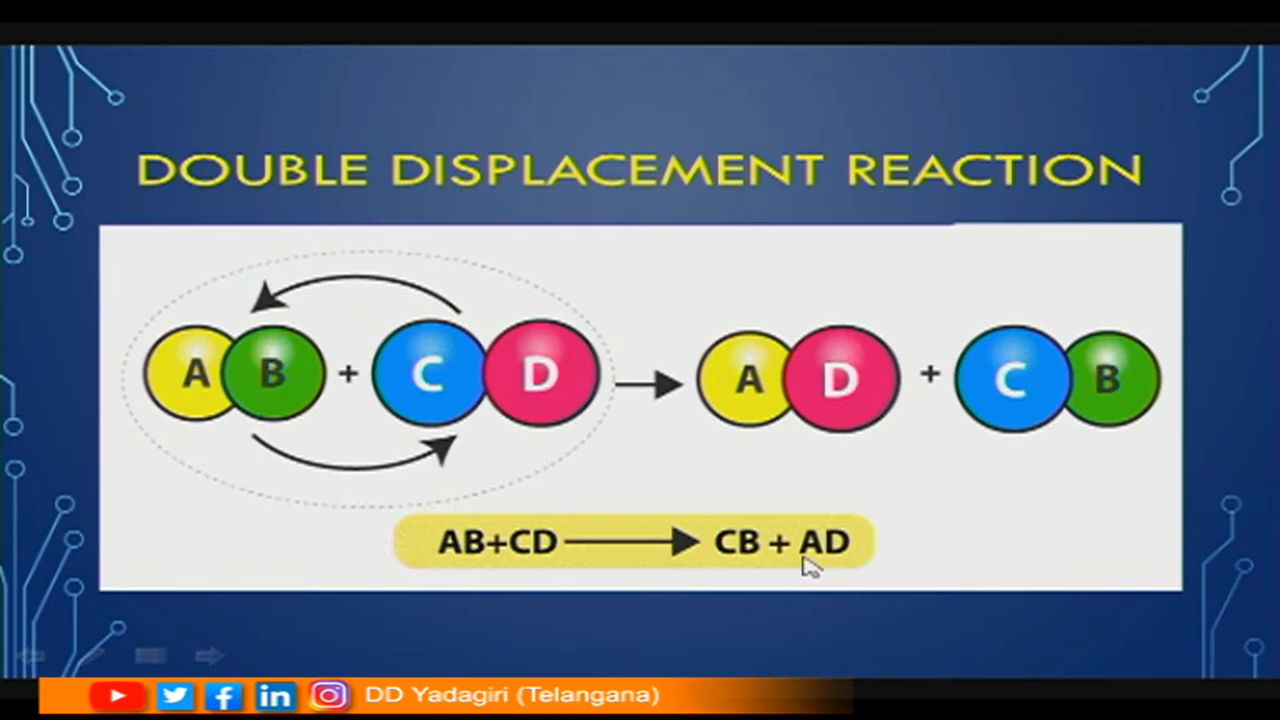 DOUBLE DISPLACEMENT REACTION
A B + C D A D + C B
AB+CD CB + AD
DD Yadagiri (Telangana)